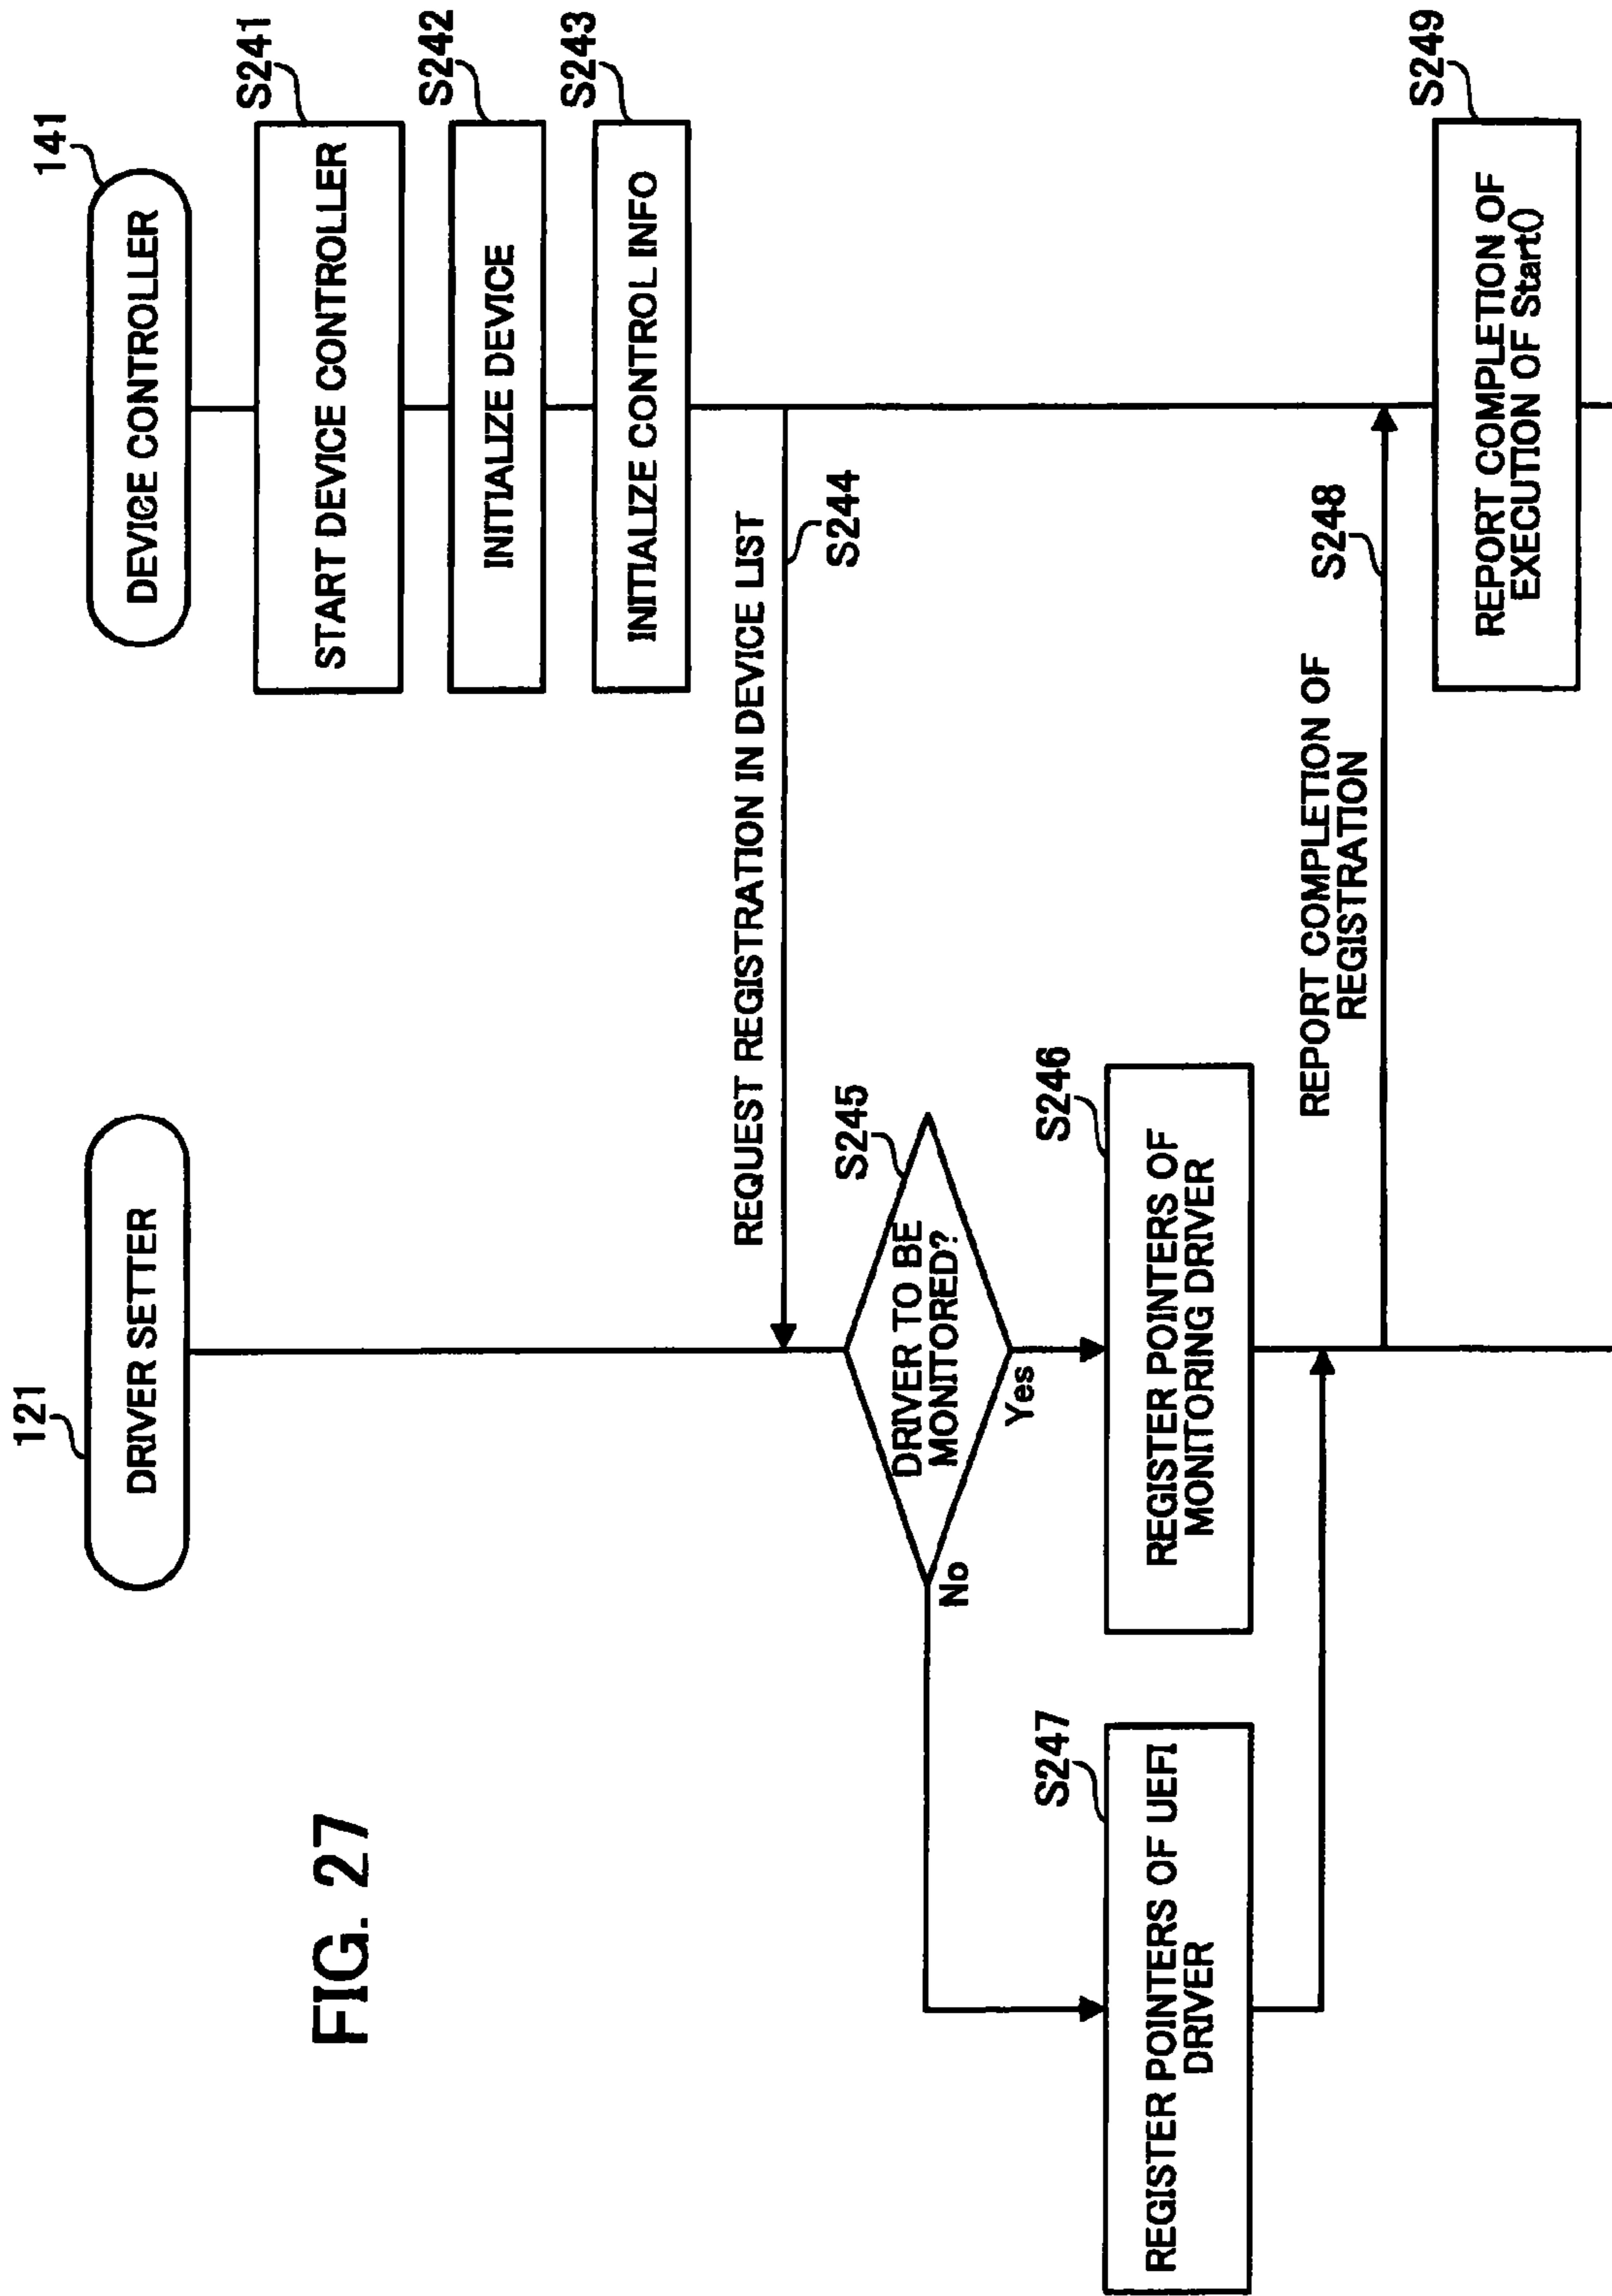 FIG. 27
121
DRIVER SETTER
141
DEVICE CONTROLLER
S241
START DEVICE CONTROLLER
S242
INITIALIZE DEVICE
S243
INITIALIZE CONTROL INFO
REQUEST REGISTRATION IN DEVICE LIST
S244
S245
DRIVER TO BE
MONITORED?
No
Yes
S247
REGISTER POINTERS OF UEFI
DRIVER
S246
REGISTER POINTERS OF
MONITORING DRIVER
REPORT COMPLETION OF
REGISTRATION
S248
S249
REPORT COMPLETION OF
EXECUTION OF Start()